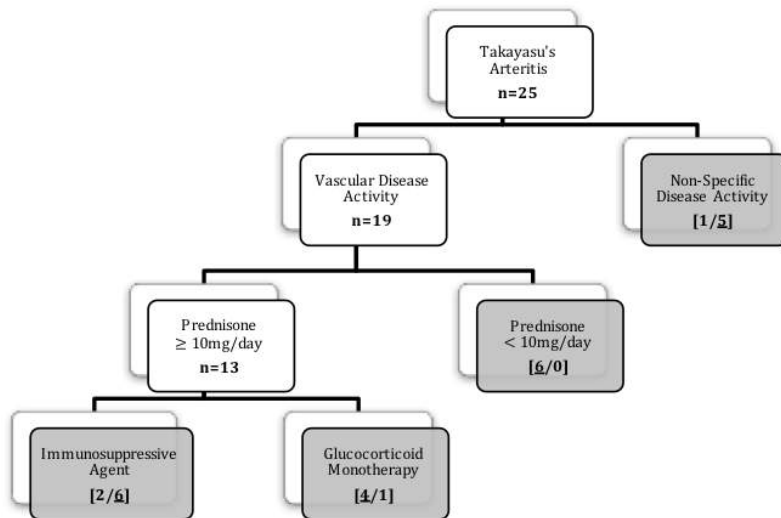 Takayasu's
Arteritis
n=25
Vascular Disease
Activity
n=19
Non-Specific
Disease Activity
[1/5]
Prednisone
≥ 10mg/day
n=13
Prednisone
< 10mg/day
[6/0]
Immunosuppressive
Agent
[2/6]
Glucocorticoid
Monotherapy
[4/1]